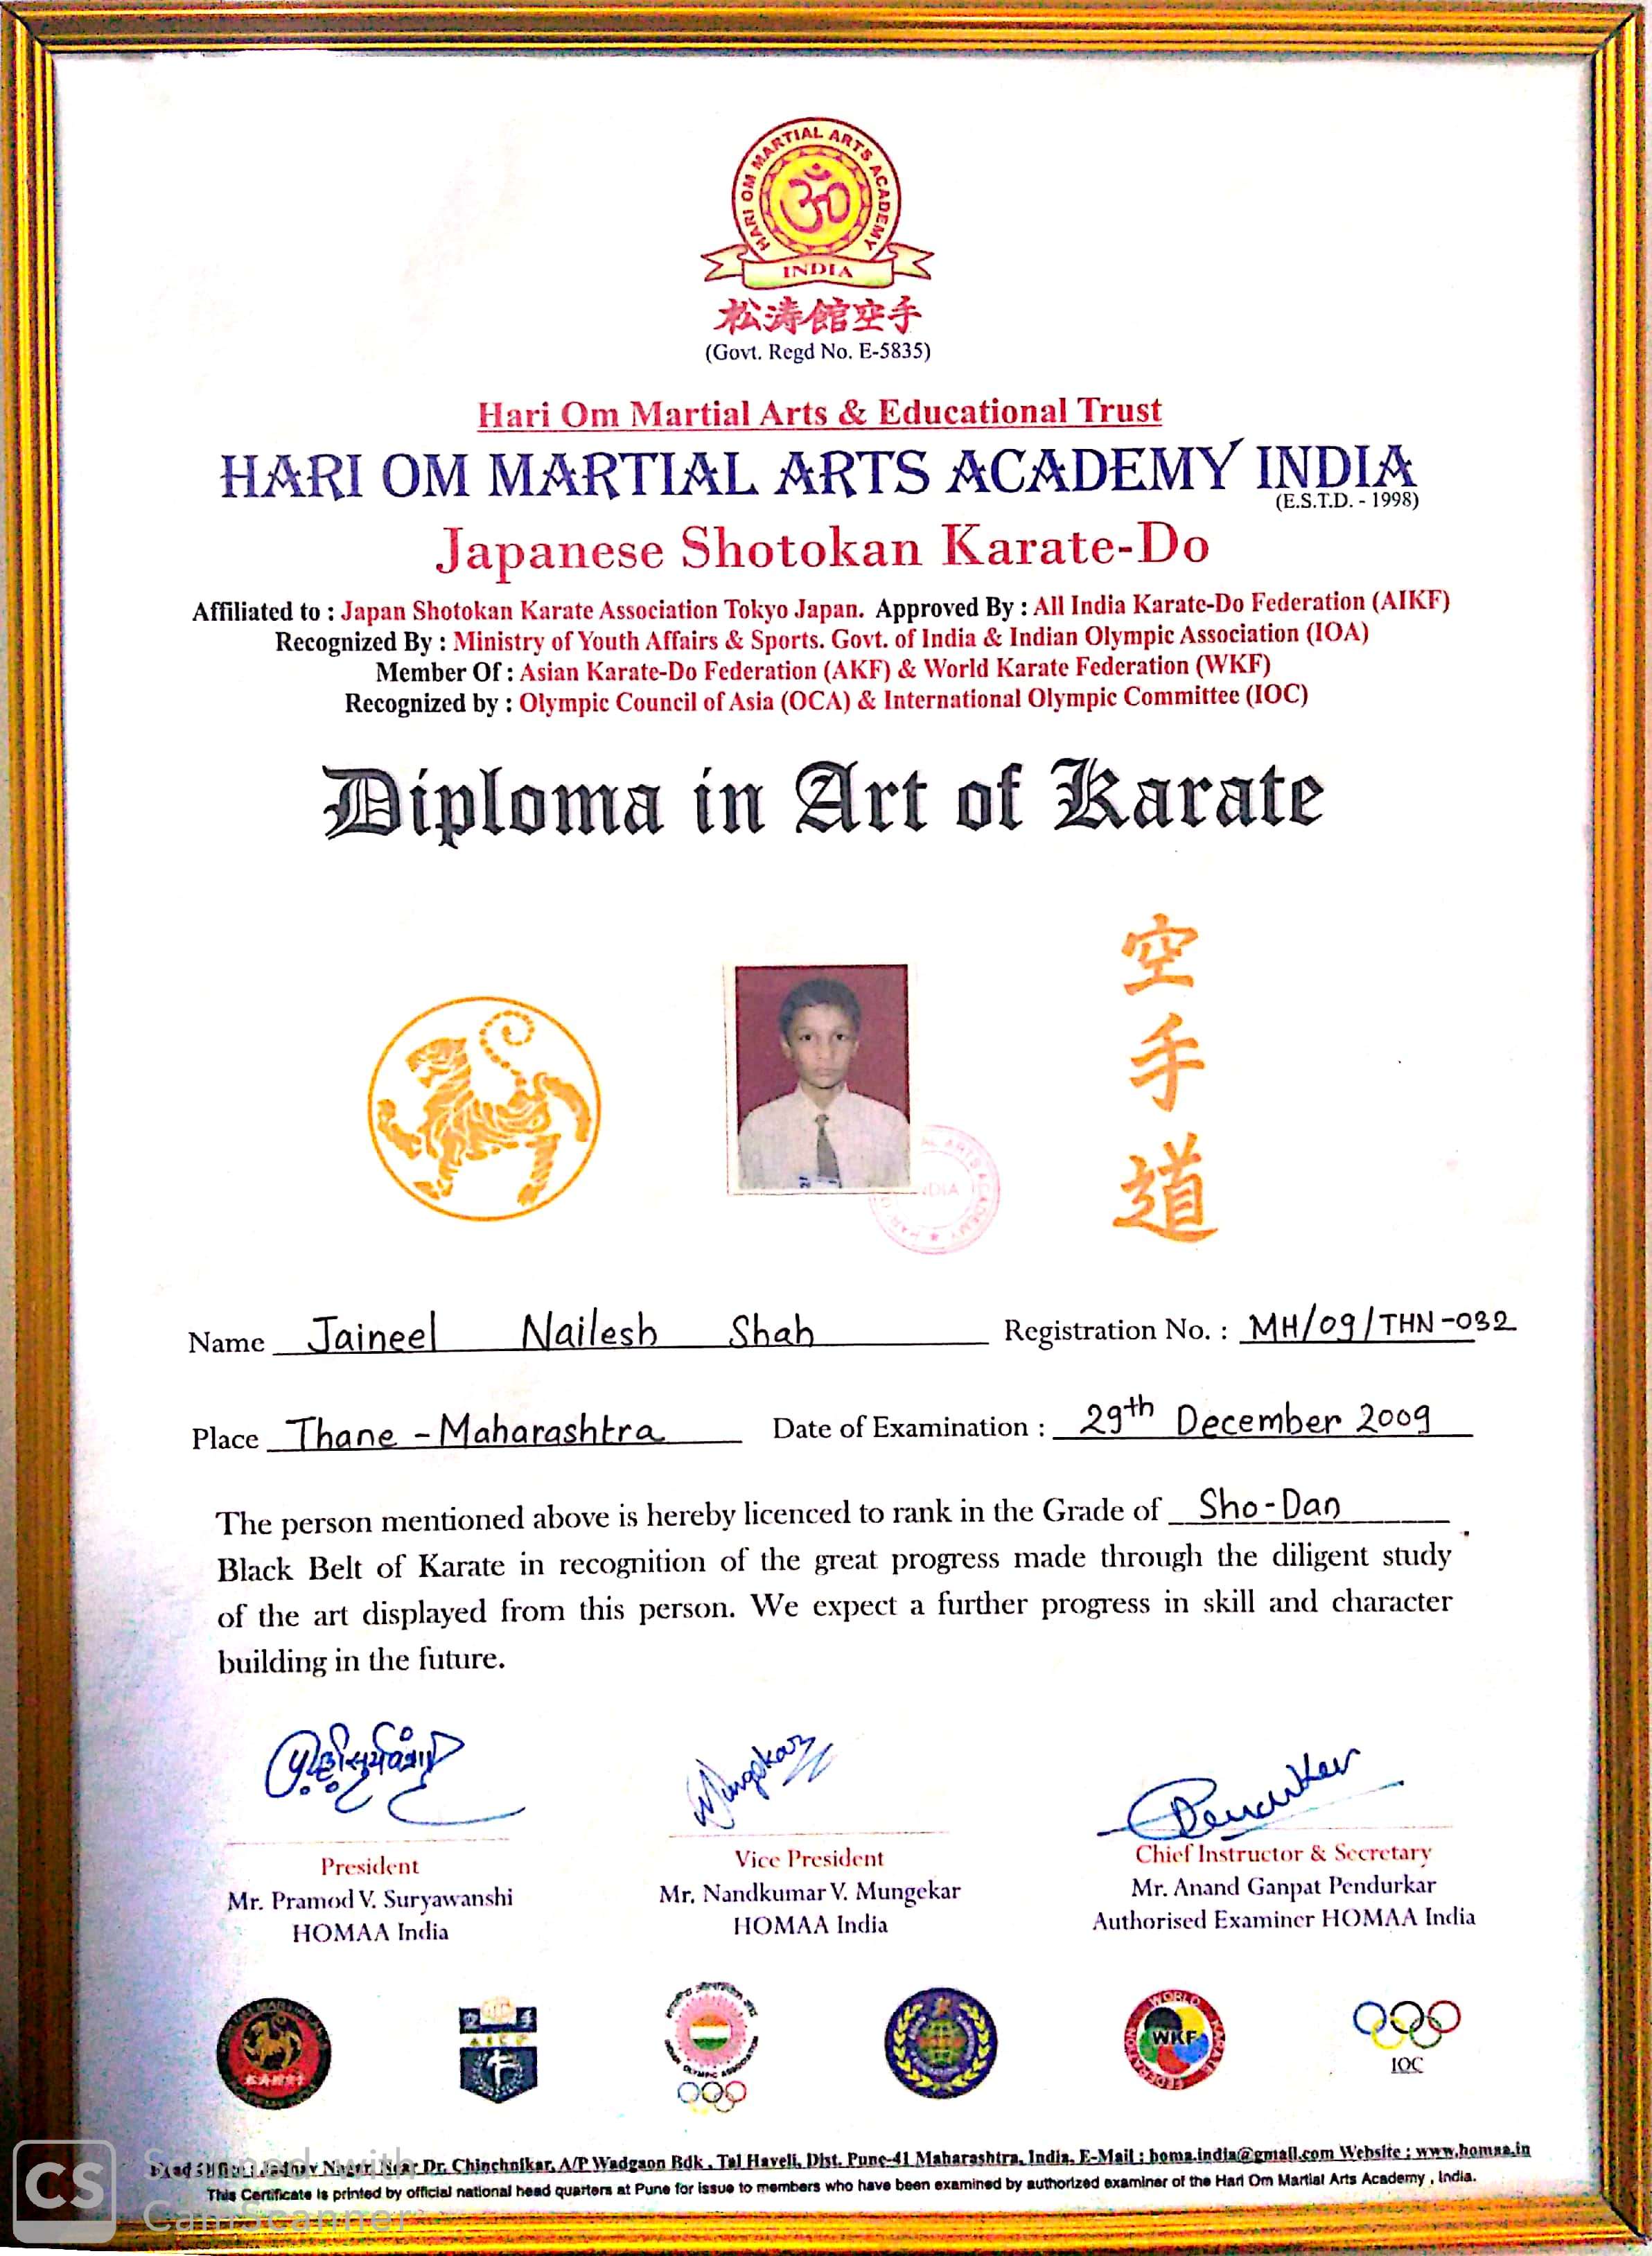 HARI OM MARTIAL ARTS ACADEMY
INDIA
松涛館空手
(Govt. Regd No. E-5835)
Hari Om Martial Arts & Educational Trust
HARI OM MARTIAL ARTS ACADEMY INDIA
(E.S.T.D. - 1998)
Japanese Shotokan Karate-Do
Affiliated to : Japan Shotokan Karate Association Tokyo Japan. Approved By : All India Karate-Do Federation (AIKF)
Recognized By : Ministry of Youth Affairs & Sports. Govt. of India & Indian Olympic Association (IOA)
Member Of : Asian Karate-Do Federation (AKF) & World Karate Federation (WKF)
Recognized by : Olympic Council of Asia (OCA) & International Olympic Committee (IOC)
Diploma in Art of Karate
空
手
道
Name Jaineel Nailesh Shah Registration No. : MH/09/THN-032
Place Thane - Maharashtra Date of Examination : 29th December 2009
The person mentioned above is hereby licenced to rank in the Grade of Sho-Dan
Black Belt of Karate in recognition of the great progress made through the diligent study
of the art displayed from this person. We expect a further progress in skill and character
building in the future.
Mungekar
President Vice President Chief Instructor & Secretary
Mr. Pramod V. Suryawanshi Mr. Nandkumar V. Mungekar Mr. Anand Ganpat Pendurkar
HOMAA India HOMAA India Authorised Examiner HOMAA India
WORLD KARATE FEDERATION
WKF
IOC
Near Dr. Chinchnikar, A/P Wadgaon Bdk , Tal Haveli, Dist. Pune-41 Maharashtra, India. E-Mail : homa.india@gmail.com Website : www.homaa.in
This Certificate is printed by official national head quarters at Pune for issue to members who have been examined by authorized examiner of the Hari Om Martial Arts Academy , India.
CS Scanned with
CamScanner